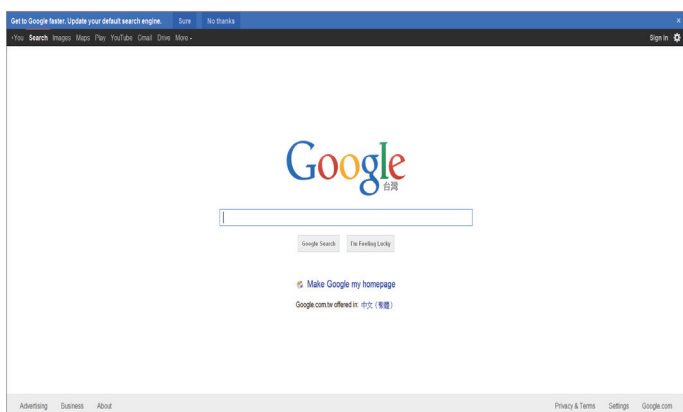 Get to Google faster. Update your default search engine. Sure No thanks ×
+You Search Images Maps Play YouTube Gmail Drive More Sign in
Google
台灣
Google Search I'm Feeling Lucky
Make Google my homepage
Google.com.tw offered in: 中文（繁體）
Advertising Business About Privacy & Terms Settings Google.com